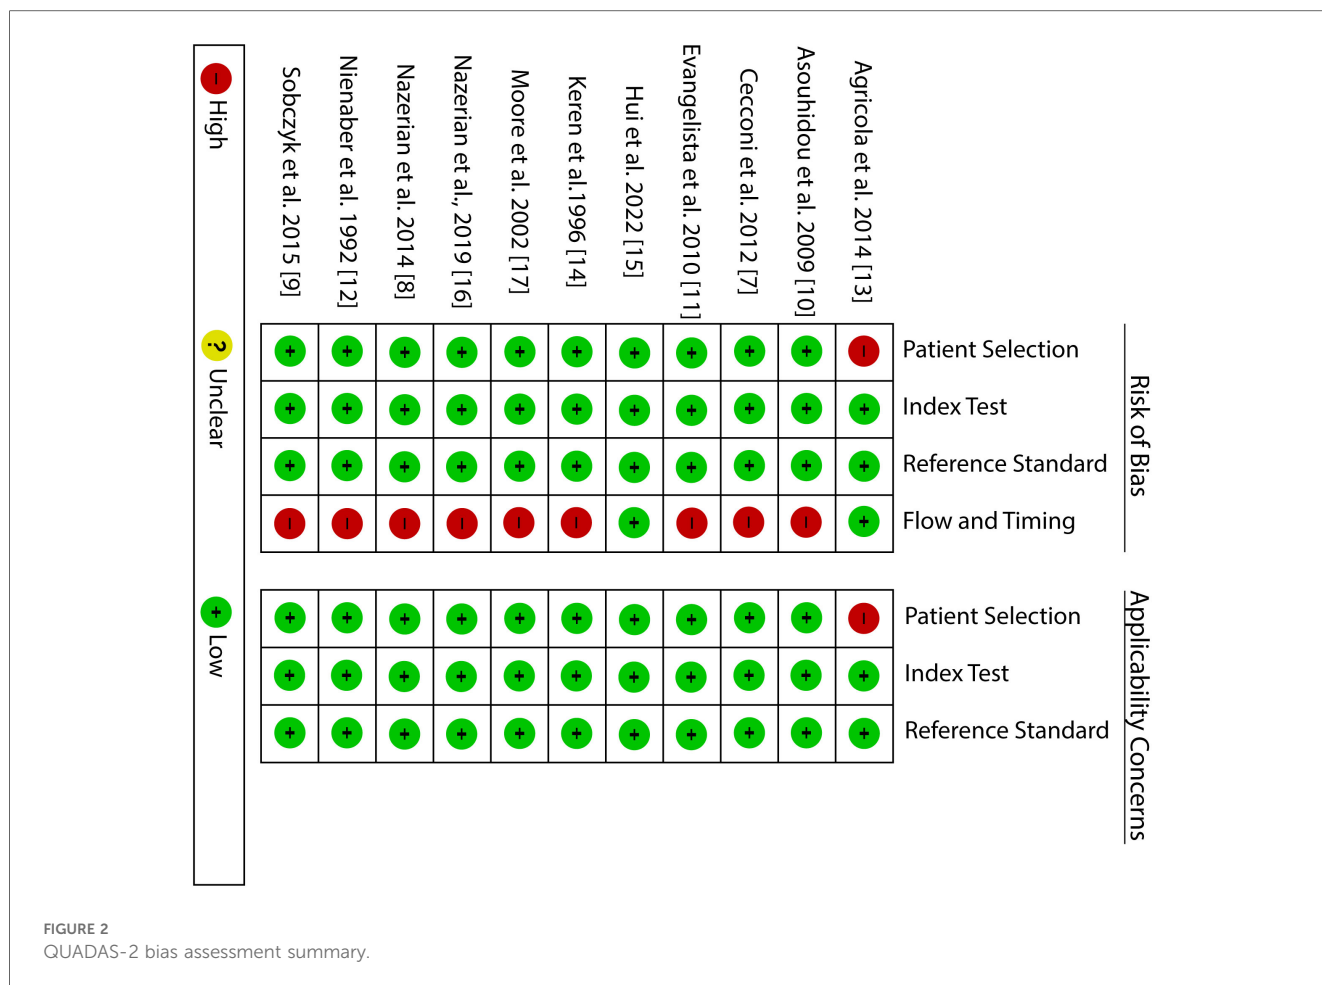 Agricola et al. 2014 [13]
Asouhidou et al. 2009 [10]
Cecconi et al. 2012 [7]
Evangelista et al. 2010 [11]
Hui et al. 2022 [15]
Keren et al.1996 [14]
Moore et al. 2002 [17]
Nazerian et al., 2019 [16]
Nazerian et al. 2014 [8]
Nienaber et al. 1992 [12]
Sobczyk et al. 2015 [9]
Risk of Bias
Patient Selection
+ + + + + + + + + + –
Index Test
+ + + + + + + + + + +
Reference Standard
+ + + + + + + + + + +
Flow and Timing
– – – – – – + – – – +
Applicability Concerns
Patient Selection
+ + + + + + + + + + –
Index Test
+ + + + + + + + + + +
Reference Standard
+ + + + + + + + + + +
– High
? Unclear
+ Low
FIGURE 2
QUADAS-2 bias assessment summary.